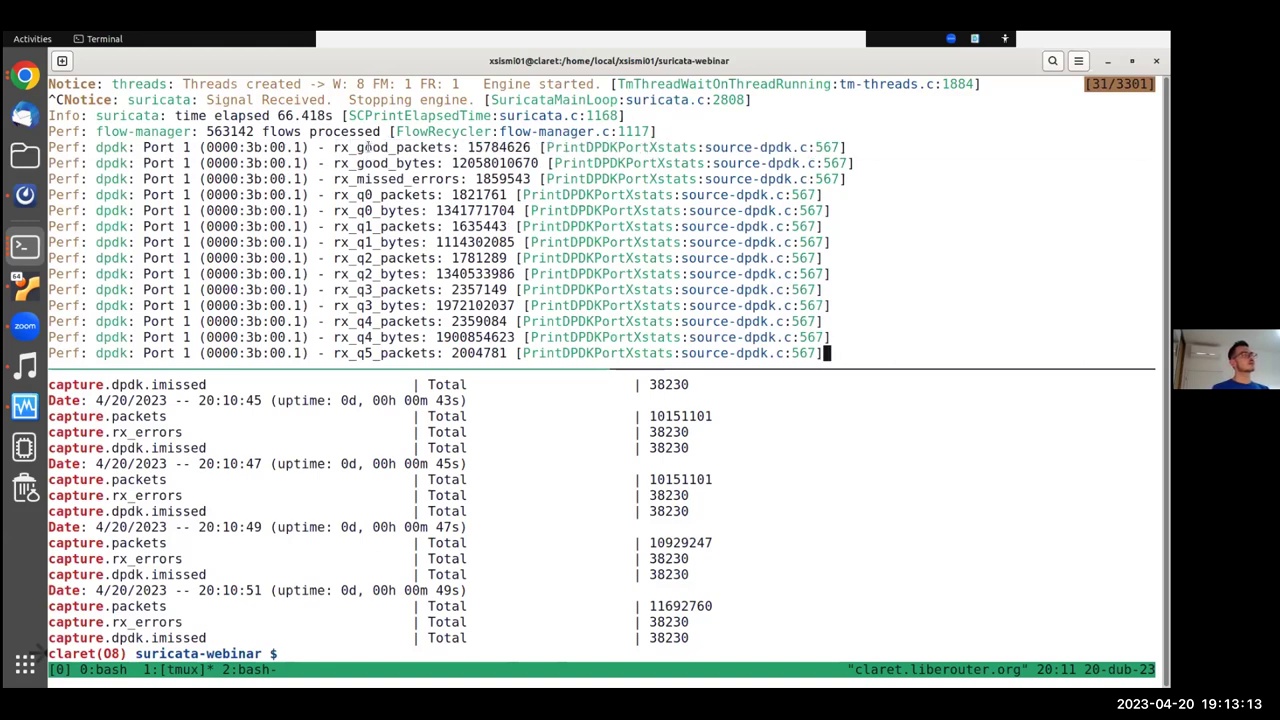 Activities
Terminal
xsismi01@claret:/home/local/xsismi01/suricata-webinar
Notice: threads: Threads created -> W: 8 FM: 1 FR: 1   Engine started. [TmThreadWaitOnThreadRunning:tm-threads.c:1884]
[31/3301]
^CNotice: suricata: Signal Received.  Stopping engine. [SuricataMainLoop:suricata.c:2808]
Info: suricata: time elapsed 66.418s [SCPrintElapsedTime:suricata.c:1168]
Perf: flow-manager: 563142 flows processed [FlowRecycler:flow-manager.c:1117]
Perf: dpdk: Port 1 (0000:3b:00.1) - rx_good_packets: 15784626 [PrintDPDKPortXstats:source-dpdk.c:567]
Perf: dpdk: Port 1 (0000:3b:00.1) - rx_good_bytes: 12058010670 [PrintDPDKPortXstats:source-dpdk.c:567]
Perf: dpdk: Port 1 (0000:3b:00.1) - rx_missed_errors: 1859543 [PrintDPDKPortXstats:source-dpdk.c:567]
Perf: dpdk: Port 1 (0000:3b:00.1) - rx_q0_packets: 1821761 [PrintDPDKPortXstats:source-dpdk.c:567]
Perf: dpdk: Port 1 (0000:3b:00.1) - rx_q0_bytes: 1341771704 [PrintDPDKPortXstats:source-dpdk.c:567]
Perf: dpdk: Port 1 (0000:3b:00.1) - rx_q1_packets: 1635443 [PrintDPDKPortXstats:source-dpdk.c:567]
Perf: dpdk: Port 1 (0000:3b:00.1) - rx_q1_bytes: 1114302085 [PrintDPDKPortXstats:source-dpdk.c:567]
Perf: dpdk: Port 1 (0000:3b:00.1) - rx_q2_packets: 1781289 [PrintDPDKPortXstats:source-dpdk.c:567]
Perf: dpdk: Port 1 (0000:3b:00.1) - rx_q2_bytes: 1340533986 [PrintDPDKPortXstats:source-dpdk.c:567]
Perf: dpdk: Port 1 (0000:3b:00.1) - rx_q3_packets: 2357149 [PrintDPDKPortXstats:source-dpdk.c:567]
Perf: dpdk: Port 1 (0000:3b:00.1) - rx_q3_bytes: 1972102037 [PrintDPDKPortXstats:source-dpdk.c:567]
Perf: dpdk: Port 1 (0000:3b:00.1) - rx_q4_packets: 2359084 [PrintDPDKPortXstats:source-dpdk.c:567]
Perf: dpdk: Port 1 (0000:3b:00.1) - rx_q4_bytes: 1900854623 [PrintDPDKPortXstats:source-dpdk.c:567]
Perf: dpdk: Port 1 (0000:3b:00.1) - rx_q5_packets: 2004781 [PrintDPDKPortXstats:source-dpdk.c:567]
capture.dpdk.imissed | Total | 38230
Date: 4/20/2023 -- 20:10:45 (uptime: 0d, 00h 00m 43s)
capture.packets | Total | 10151101
capture.rx_errors | Total | 38230
capture.dpdk.imissed | Total | 38230
Date: 4/20/2023 -- 20:10:47 (uptime: 0d, 00h 00m 45s)
capture.packets | Total | 10151101
capture.rx_errors | Total | 38230
capture.dpdk.imissed | Total | 38230
Date: 4/20/2023 -- 20:10:49 (uptime: 0d, 00h 00m 47s)
capture.packets | Total | 10929247
capture.rx_errors | Total | 38230
capture.dpdk.imissed | Total | 38230
Date: 4/20/2023 -- 20:10:51 (uptime: 0d, 00h 00m 49s)
capture.packets | Total | 11692760
capture.rx_errors | Total | 38230
capture.dpdk.imissed | Total | 38230
claret(O8) suricata-webinar $
[0] 0:bash  1:[tmux]* 2:bash-
"claret.liberouter.org" 20:11 20-dub-23
64
zoom
2023-04-20 19:13:13